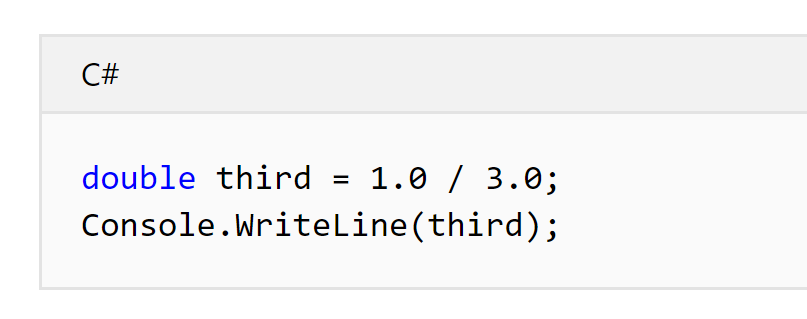 C#
double third = 1.0 / 3.0;
Console.WriteLine(third);